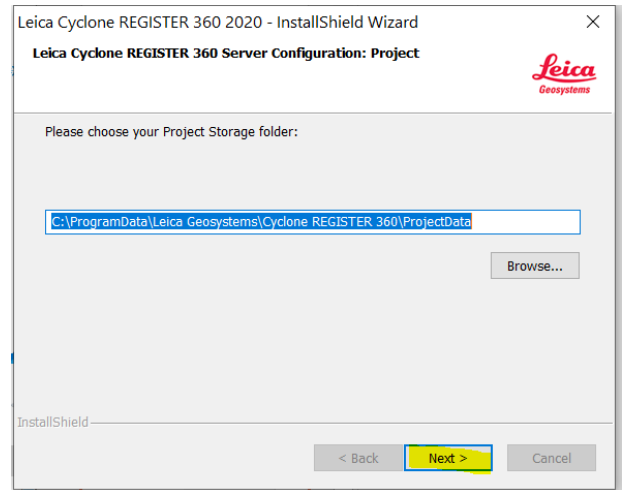 Leica Cyclone REGISTER 360 2020 - InstallShield Wizard
Leica Cyclone REGISTER 360 Server Configuration: Project
Leica
Geosystems
Please choose your Project Storage folder:
C:\ProgramData\Leica Geosystems\Cyclone REGISTER 360\ProjectData
Browse...
InstallShield
< Back Next > Cancel